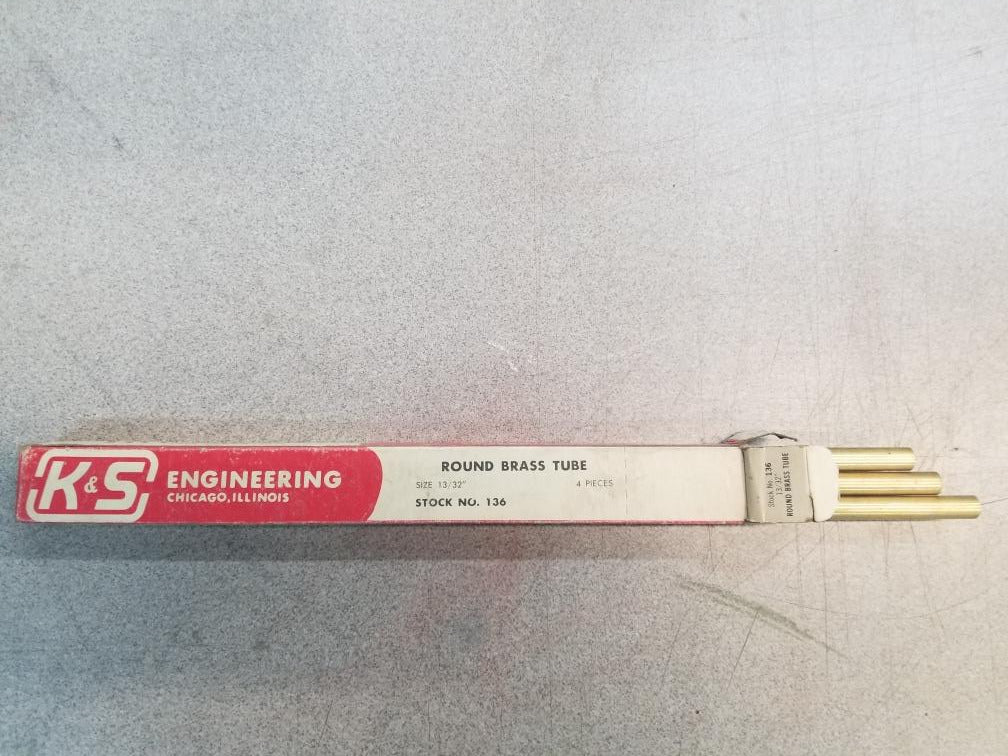 K&S
ENGINEERING
CHICAGO, ILLINOIS
ROUND BRASS TUBE
SIZE 13/32" 4 PIECES
STOCK NO. 136
Stock No. 136
13/32"
ROUND BRASS TUBE